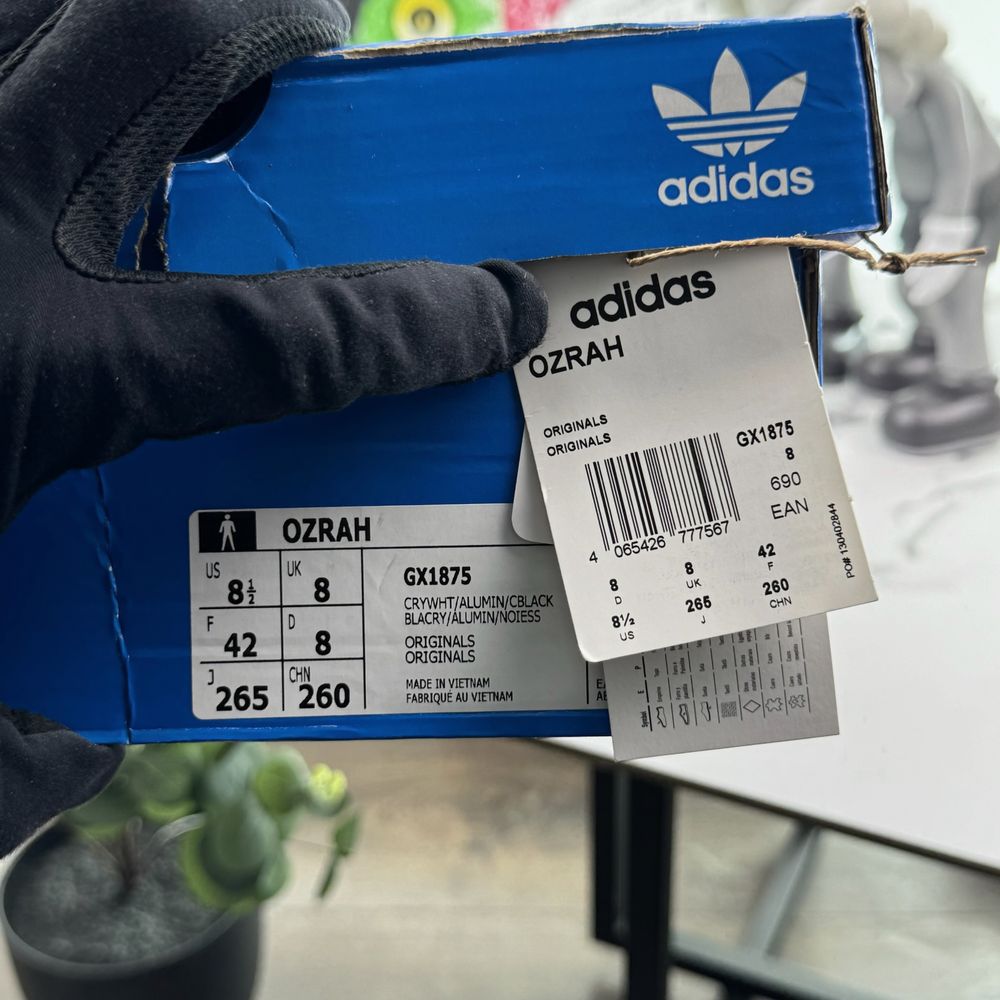 adidas
adidas
OZRAH
ORIGINALS
ORIGINALS
GX1875
8
690
EAN
4 065426 777567
PO# 130402844
8 8 42
D UK F
8½ 265 260
US J CHN
OZRAH
US 8½ UK 8
F 42 D 8
J 265 CHN 260
GX1875
CRYWHT/ALUMIN/CBLACK
BLACRY/ALUMIN/NOIESS
ORIGINALS
ORIGINALS
MADE IN VIETNAM
FABRIQUÉ AU VIETNAM